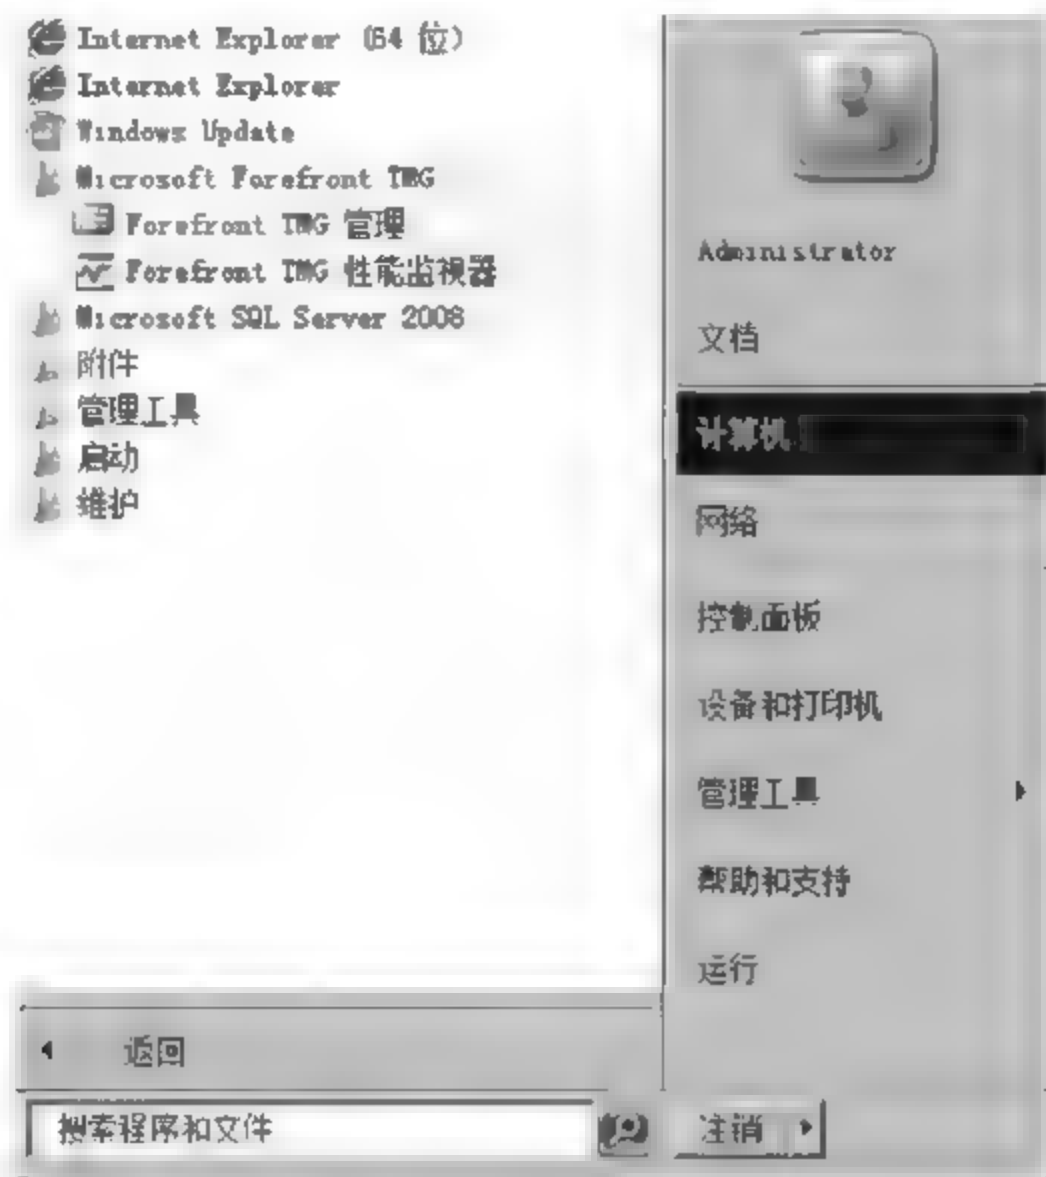 Internet Explorer (64 位)
Internet Explorer
Windows Update
Microsoft Forefront TMG
Forefront TMG 管理
Forefront TMG 性能监视器
Microsoft SQL Server 2008
附件
管理工具
启动
维护
返回
搜索程序和文件
Administrator
文档
计算机
网络
控制面板
设备和打印机
管理工具
帮助和支持
运行
注销